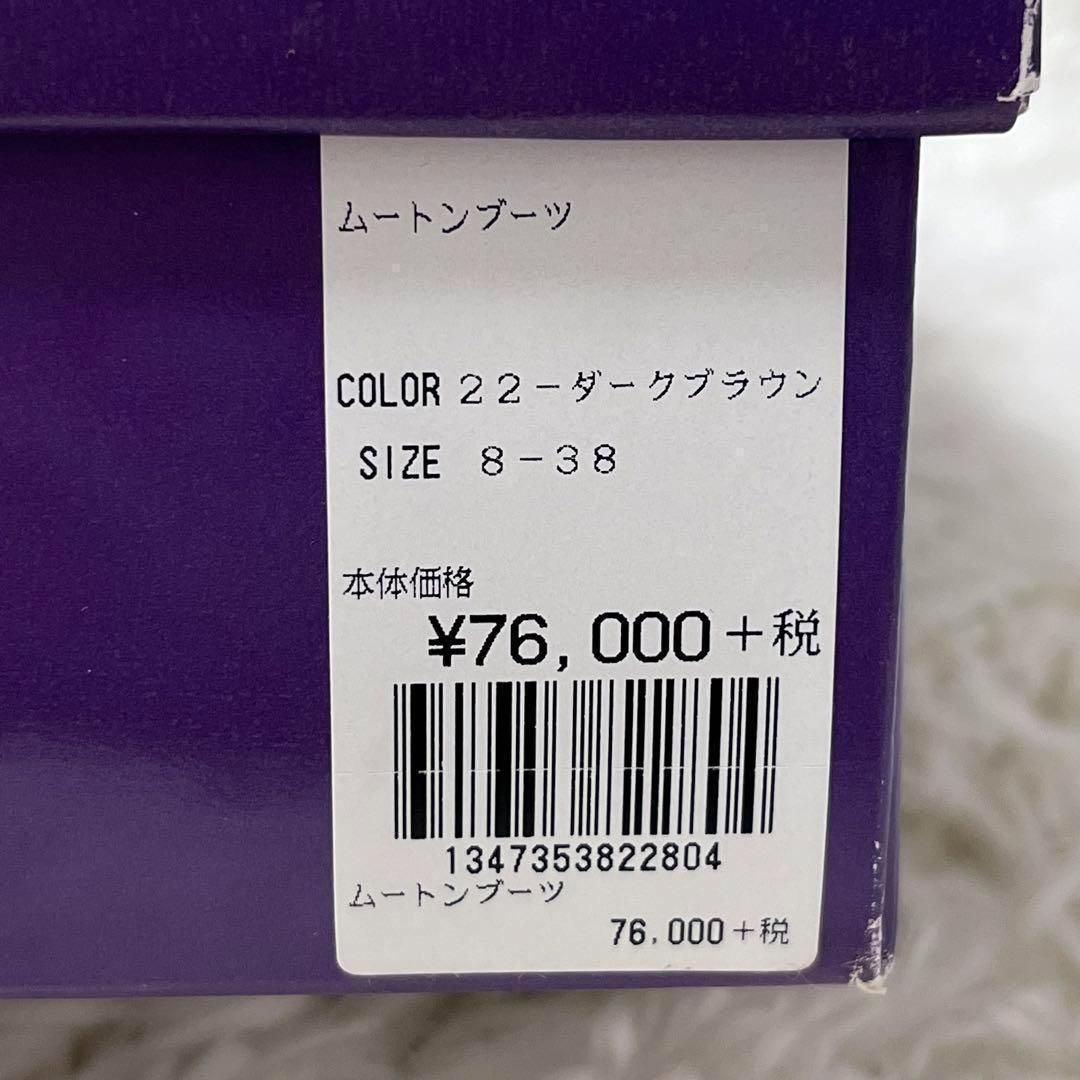 ムートンブーツ
COLOR 22-ダークブラウン
SIZE 8-38
本体価格
¥76,000+税
1347353822804
ムートンブーツ
76,000+税